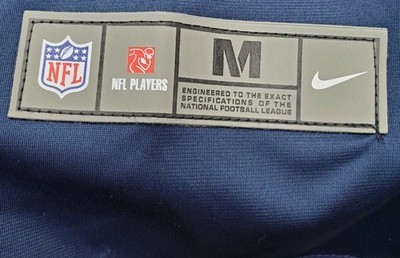 NFL
NFL PLAYERS
M
ENGINEERED TO THE EXACT
SPECIFICATIONS OF THE
NATIONAL FOOTBALL LEAGUE